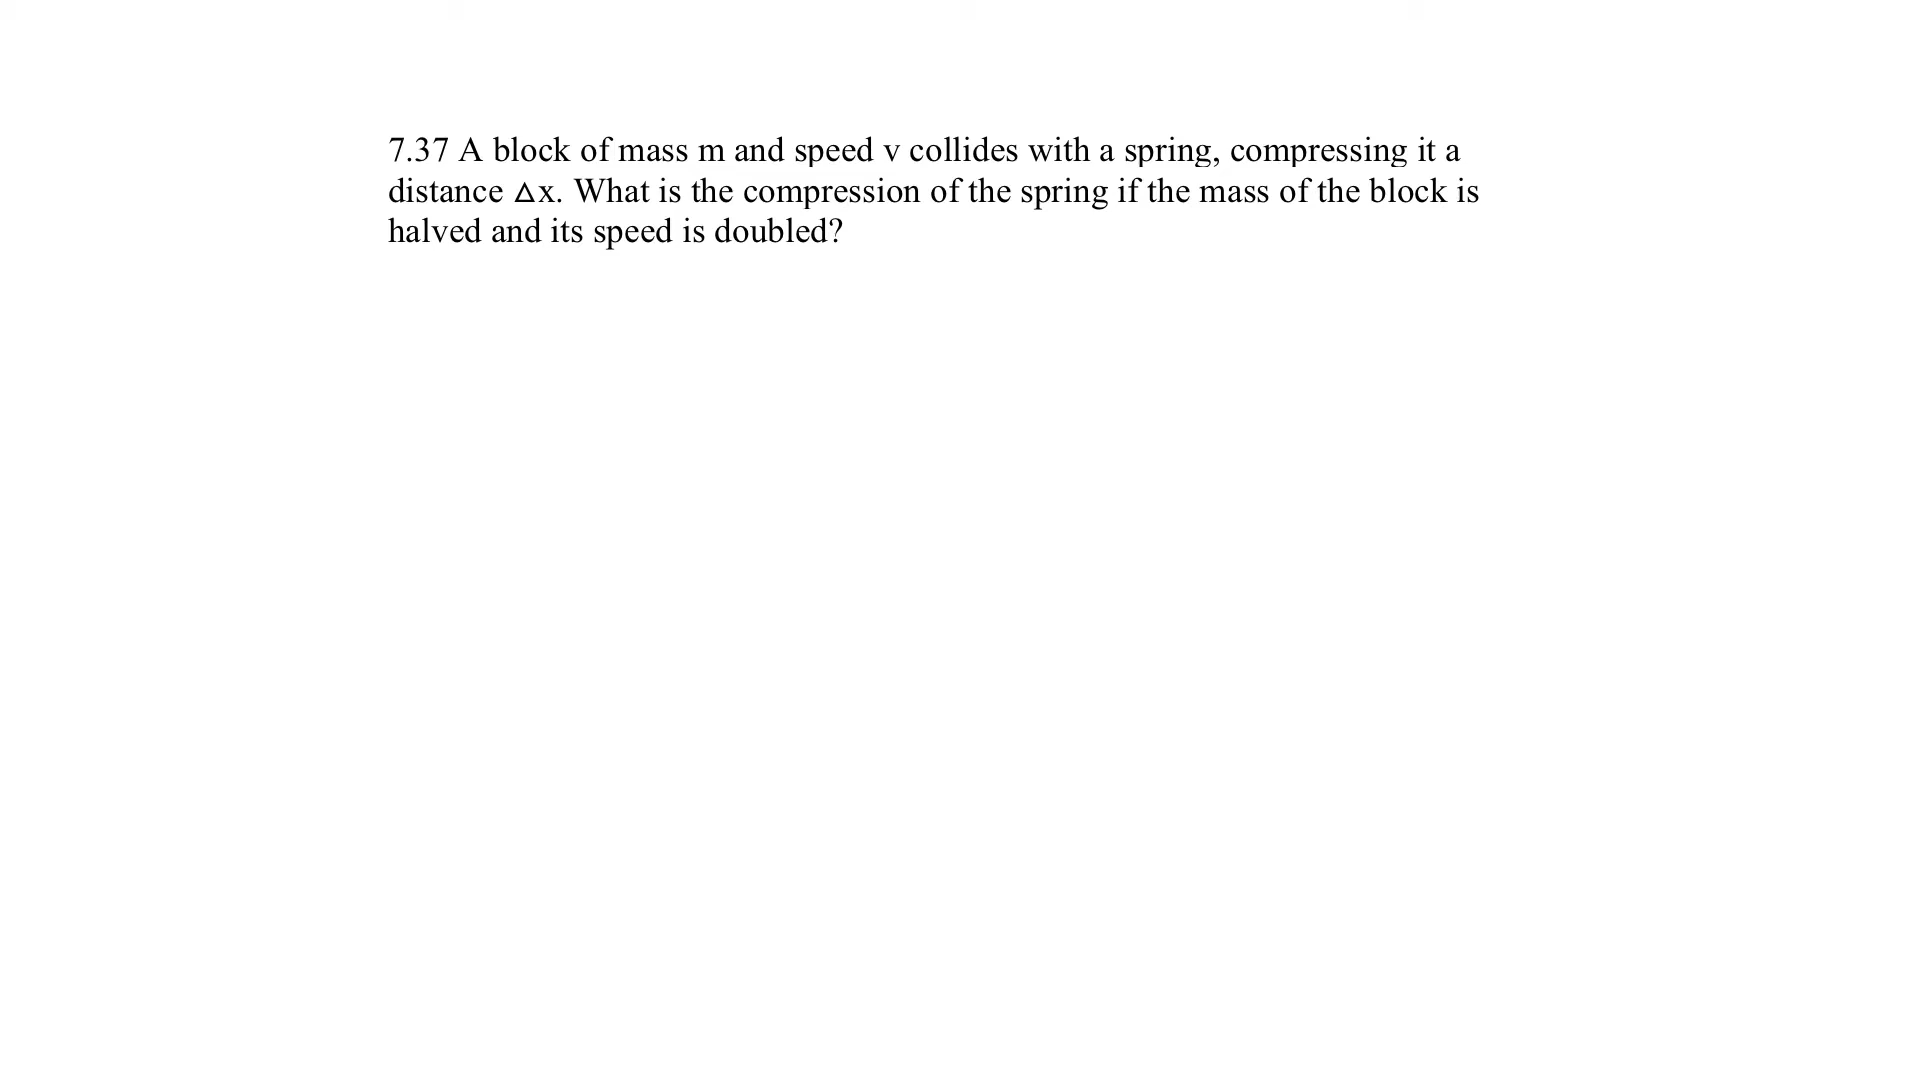 7.37 A block of mass m and speed v collides with a spring, compressing it a
distance △x. What is the compression of the spring if the mass of the block is
halved and its speed is doubled?